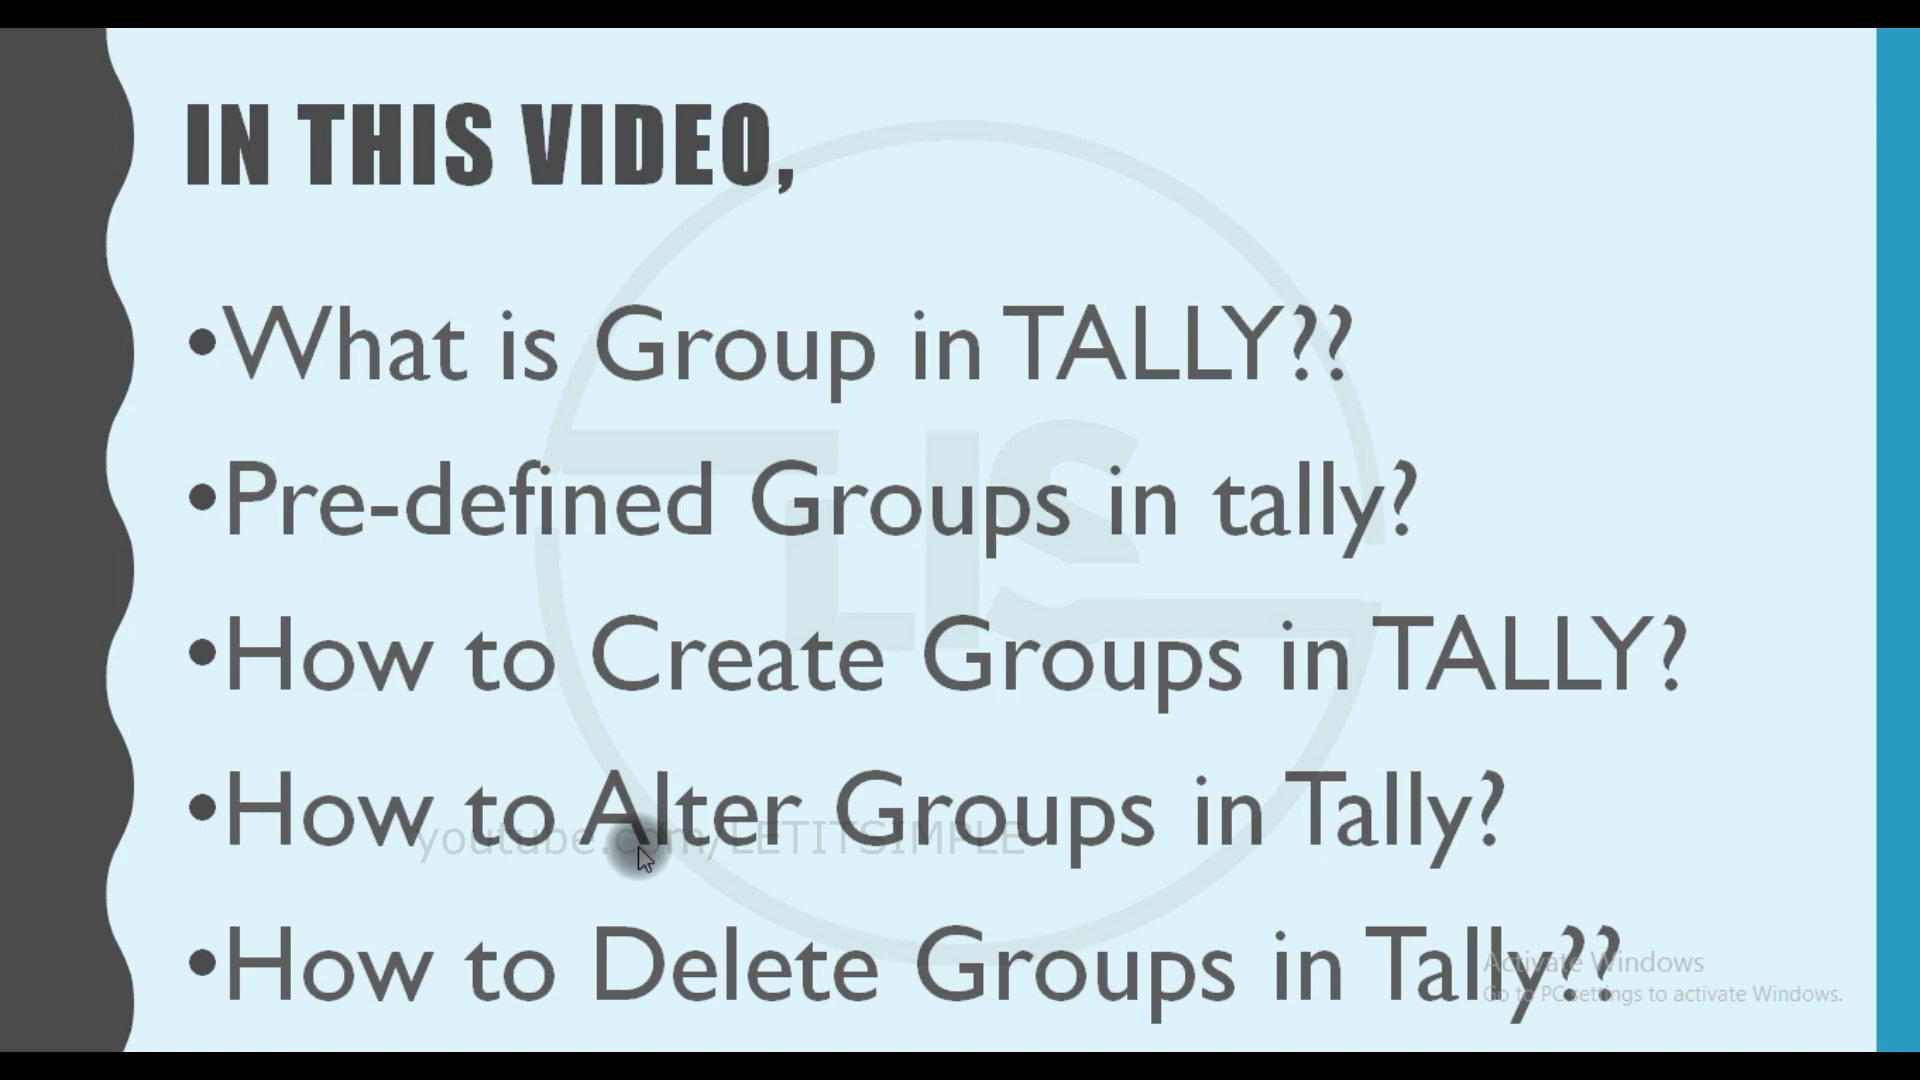 IN THIS VIDEO,
•What is Group in TALLY??
•Pre-defined Groups in tally?
•How to Create Groups in TALLY?
•How to Alter Groups in Tally?
youtube.com/LETITSIMPLE
•How to Delete Groups in Tally??
Activate Windows
Go to PC settings to activate Windows.
LIS